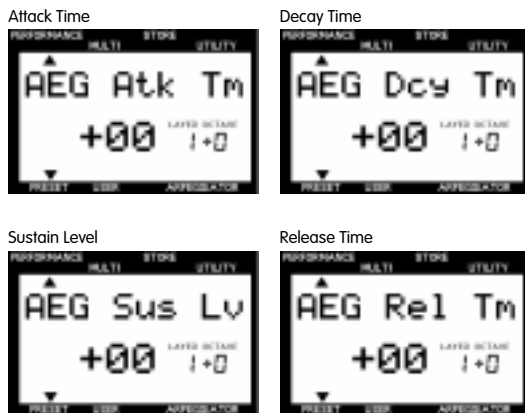 Attack Time
PERFORMANCE MULTI STORE UTILITY
AEG Atk Tm
LAYER OCTAVE
+00 1+0
PRESET USER ARPEGGIATOR
Decay Time
PERFORMANCE MULTI STORE UTILITY
AEG Dcy Tm
LAYER OCTAVE
+00 1+0
PRESET USER ARPEGGIATOR
Sustain Level
PERFORMANCE MULTI STORE UTILITY
AEG Sus Lv
LAYER OCTAVE
+00 1+0
PRESET USER ARPEGGIATOR
Release Time
PERFORMANCE MULTI STORE UTILITY
AEG Rel Tm
LAYER OCTAVE
+00 1+0
PRESET USER ARPEGGIATOR